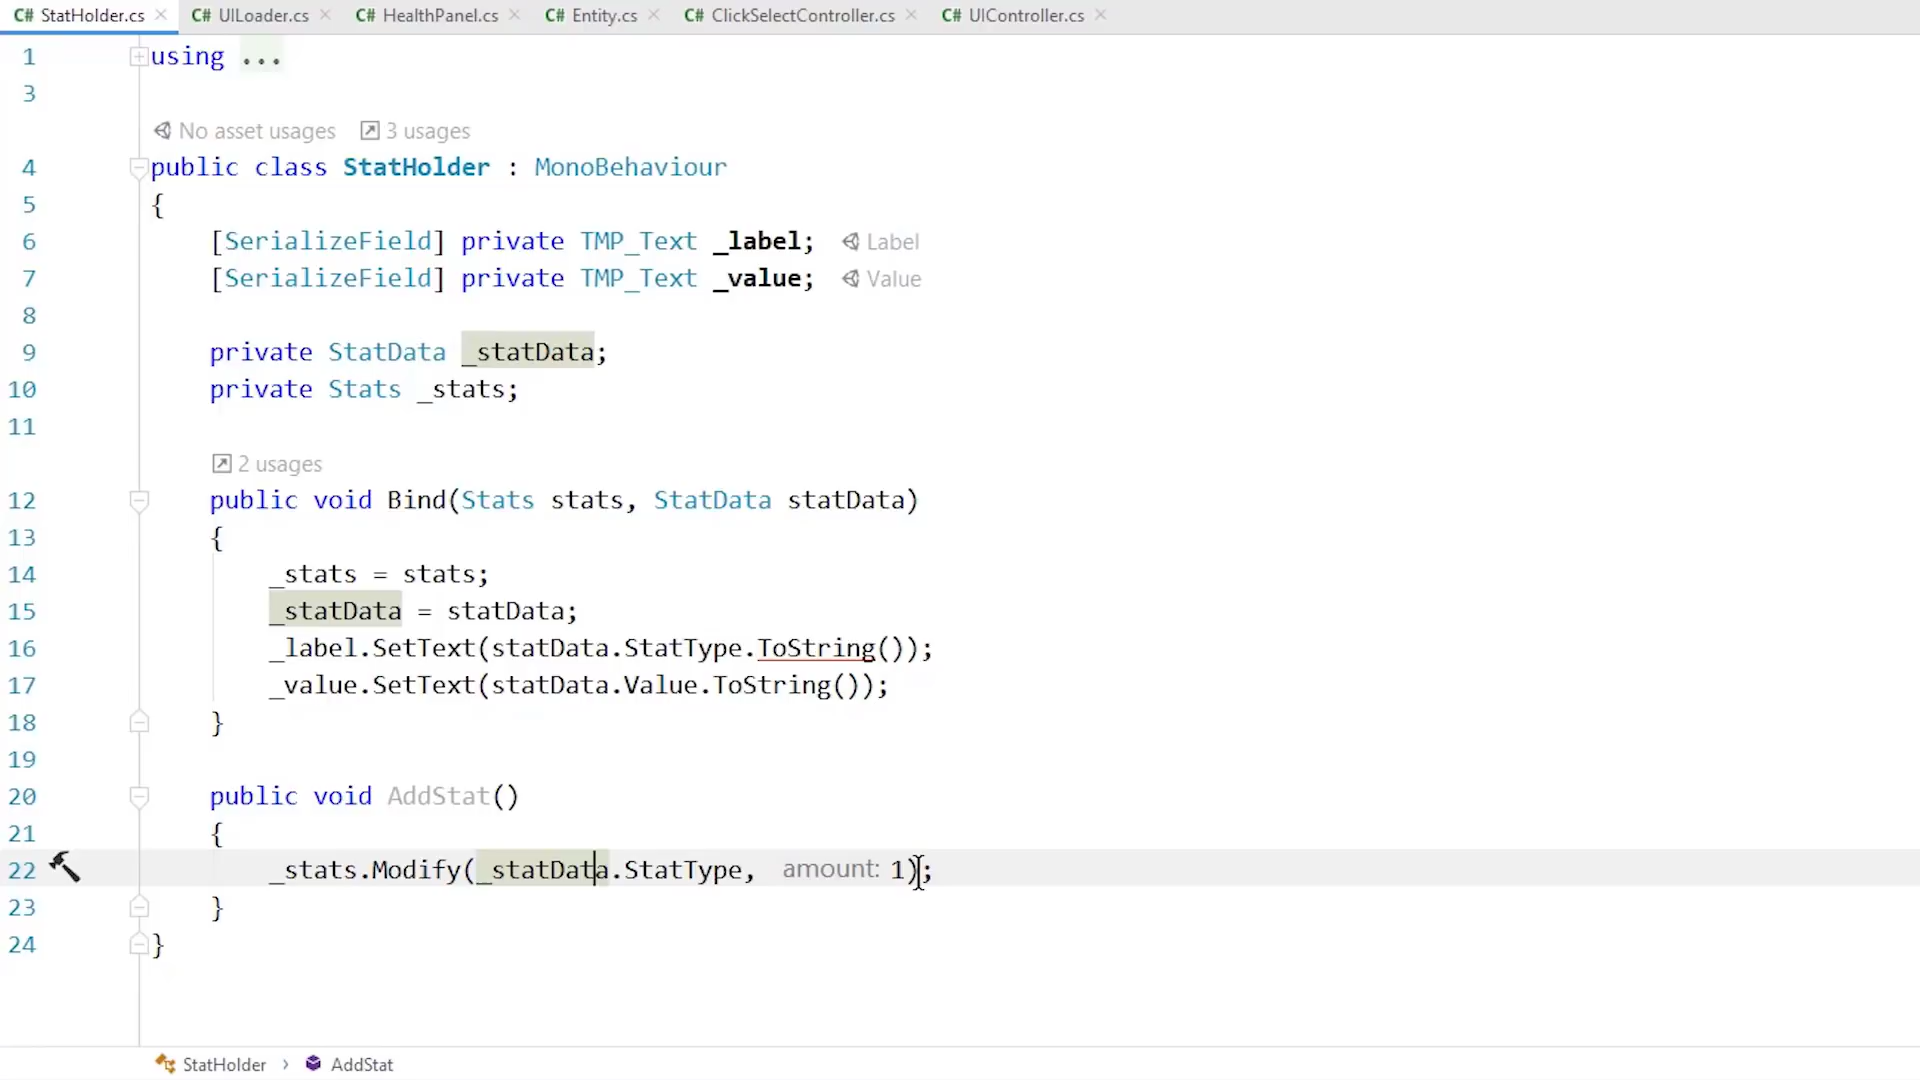 C# StatHolder.cs × C# UILoader.cs × C# HealthPanel.cs × C# Entity.cs × C# ClickSelectController.cs × C# UIController.cs ×
1 using ...
3
No asset usages 3 usages
4 public class StatHolder : MonoBehaviour
5 {
6 [SerializeField] private TMP_Text _label; Label
7 [SerializeField] private TMP_Text _value; Value
8
9 private StatData _statData;
10 private Stats _stats;
11
2 usages
12 public void Bind(Stats stats, StatData statData)
13 {
14 _stats = stats;
15 _statData = statData;
16 _label.SetText(statData.StatType.ToString());
17 _value.SetText(statData.Value.ToString());
18 }
19
20 public void AddStat()
21 {
22 _stats.Modify(_statData.StatType, amount: 1);
23 }
24 }
StatHolder › AddStat